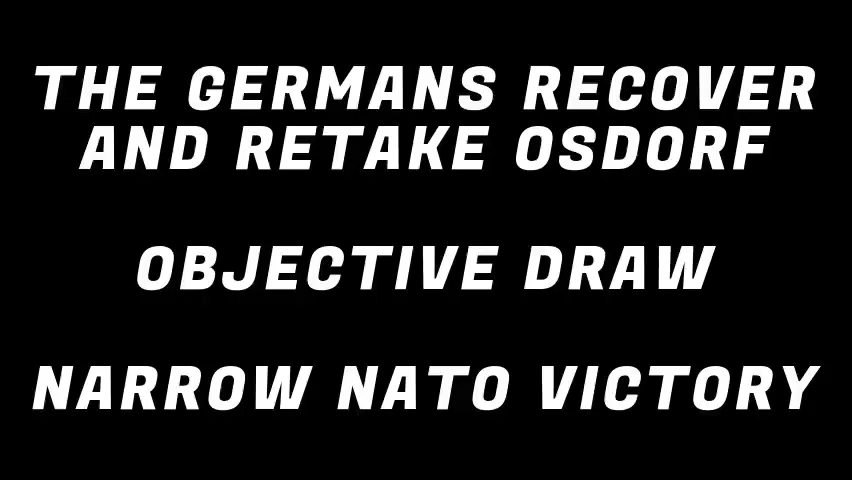 THE GERMANS RECOVER
AND RETAKE OSDORF
OBJECTIVE DRAW
NARROW NATO VICTORY